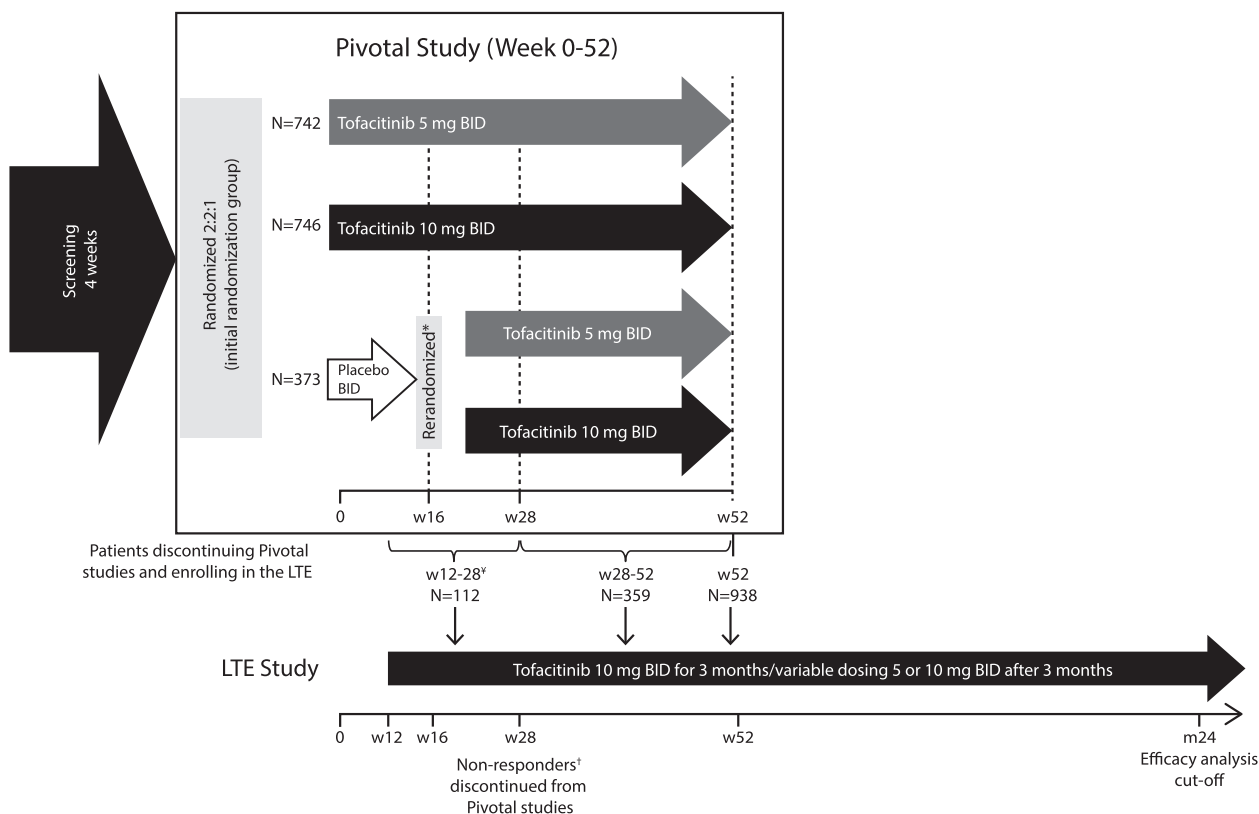 Pivotal Study (Week 0-52)
Screening
4 weeks
Randomized 2:2:1
(initial randomization group)
N=742
Tofacitinib 5 mg BID
N=746
Tofacitinib 10 mg BID
N=373
Placebo
BID
Rerandomized*
Tofacitinib 5 mg BID
Tofacitinib 10 mg BID
0
w16
w28
w52
Patients discontinuing Pivotal
studies and enrolling in the LTE
w12-28¥
N=112
w28-52
N=359
w52
N=938
LTE Study
Tofacitinib 10 mg BID for 3 months/variable dosing 5 or 10 mg BID after 3 months
0
w12
w16
w28
w52
m24
Non-responders†
discontinued from
Pivotal studies
Efficacy analysis
cut-off